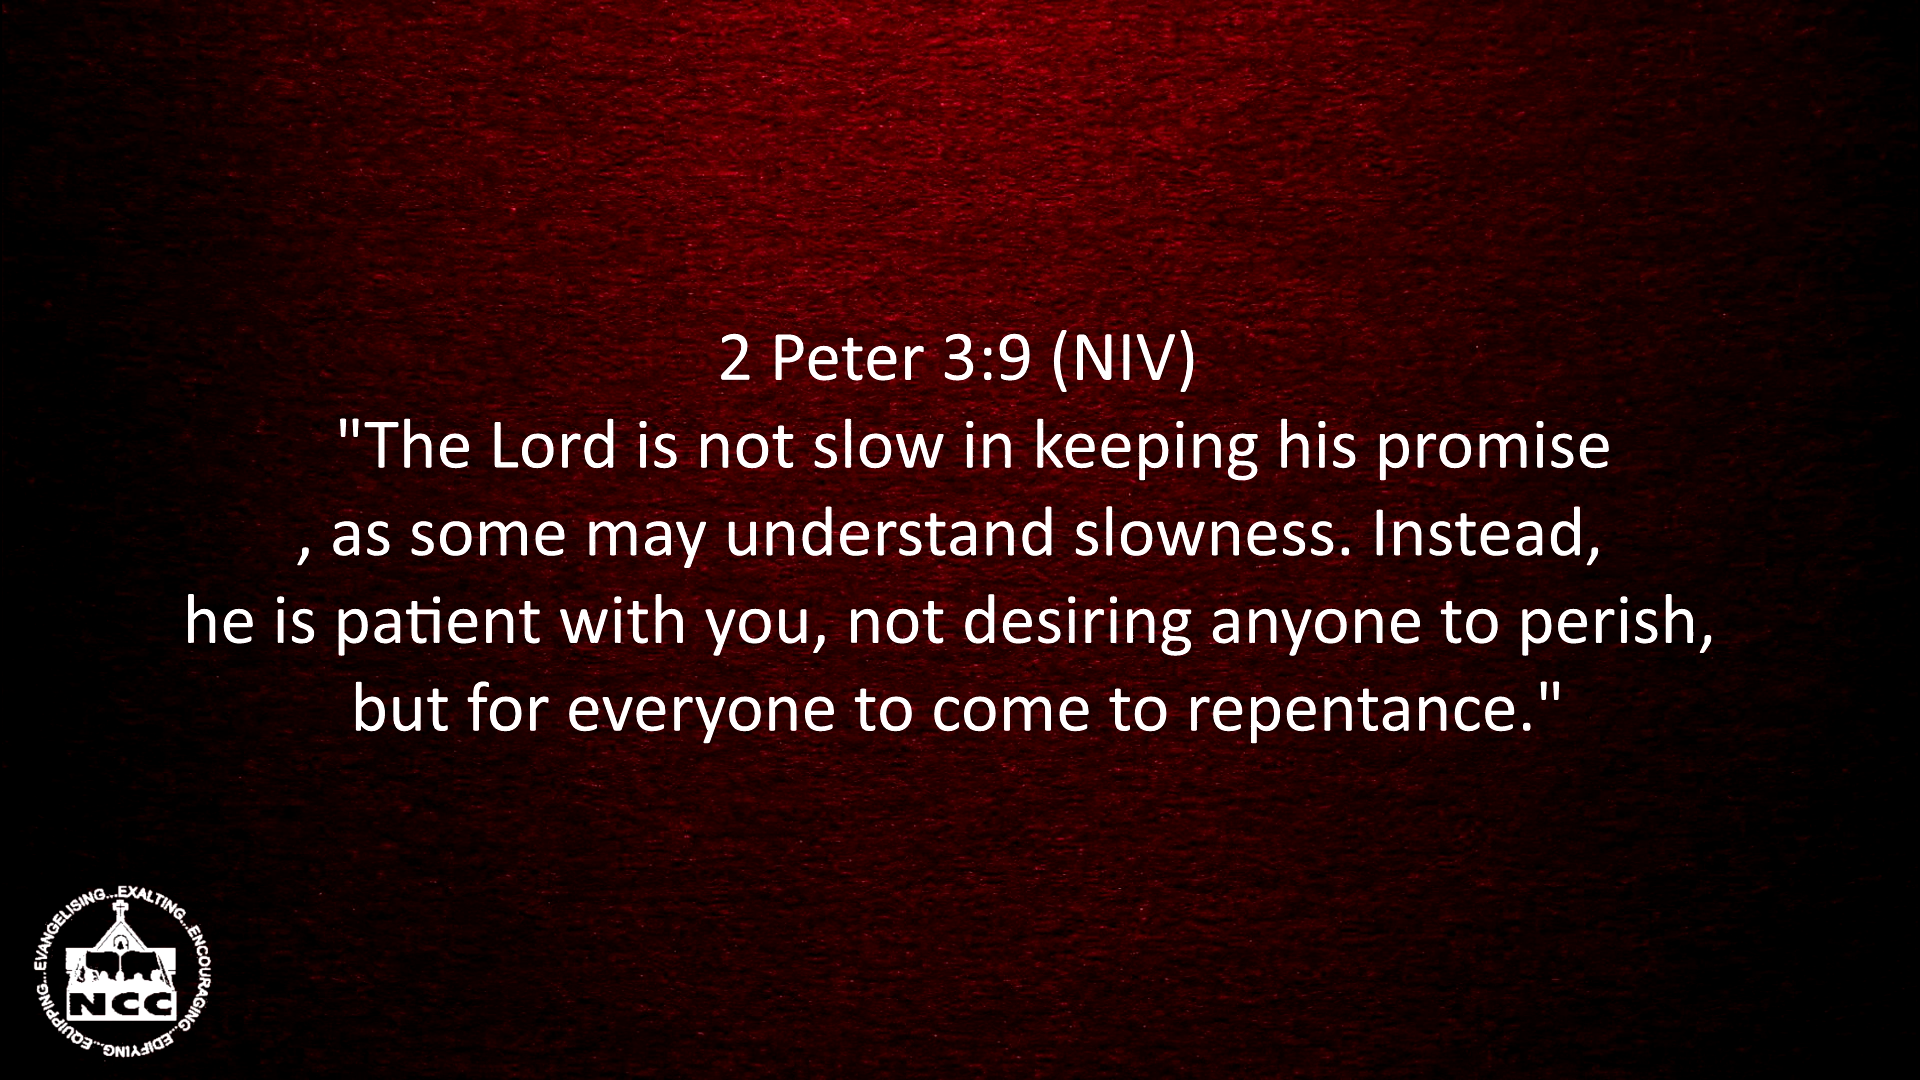 2 Peter 3:9 (NIV)
"The Lord is not slow in keeping his promise
, as some may understand slowness. Instead,
he is patient with you, not desiring anyone to perish,
but for everyone to come to repentance."
EVANGELISING...EXALTING...ENCOURAGING...EDIFYING...EQUIPPING...
NCC